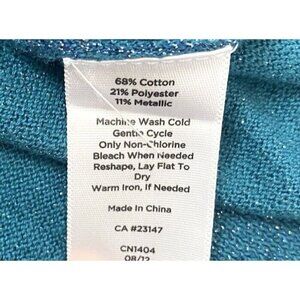 68% Cotton
21% Polyester
11% Metallic
Machine Wash Cold
Gentle Cycle
Only Non-Chlorine
Bleach When Needed
Reshape, Lay Flat To
Dry
Warm Iron, If Needed
Made In China
CA #23147
CN1404
08/12